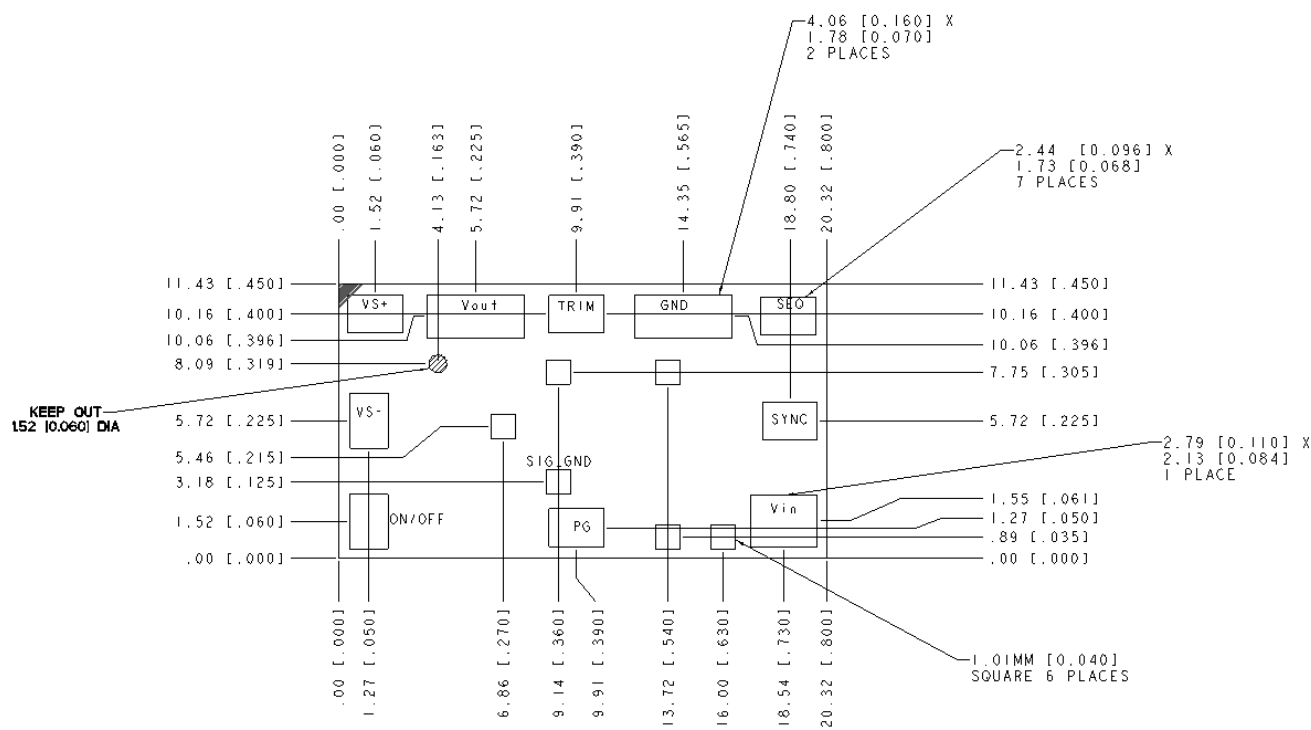 4.06 [0.160] X
1.78 [0.070]
2 PLACES
.00 [.000]
1.52 [.060]
4.13 [.163]
5.72 [.225]
9.91 [.390]
14.35 [.565]
18.80 [.740]
20.32 [.800]
2.44 [0.096] X
1.73 [0.068]
7 PLACES
11.43 [.450]
10.16 [.400]
10.06 [.396]
8.09 [.319]
KEEP OUT
1.52 [0.060] DIA
5.72 [.225]
5.46 [.215]
3.18 [.125]
1.52 [.060]
.00 [.000]
VS+
Vout
TRIM
GND
SEQ
VS-
SYNC
SIG_GND
ON/OFF
PG
Vin
11.43 [.450]
10.16 [.400]
10.06 [.396]
7.75 [.305]
5.72 [.225]
2.79 [0.110] X
2.13 [0.084]
1 PLACE
1.55 [.061]
1.27 [.050]
.89 [.035]
.00 [.000]
.00 [.000]
1.27 [.050]
6.86 [.270]
9.14 [.360]
9.91 [.390]
13.72 [.540]
16.00 [.630]
18.54 [.730]
20.32 [.800]
1.01MM [0.040]
SQUARE 6 PLACES